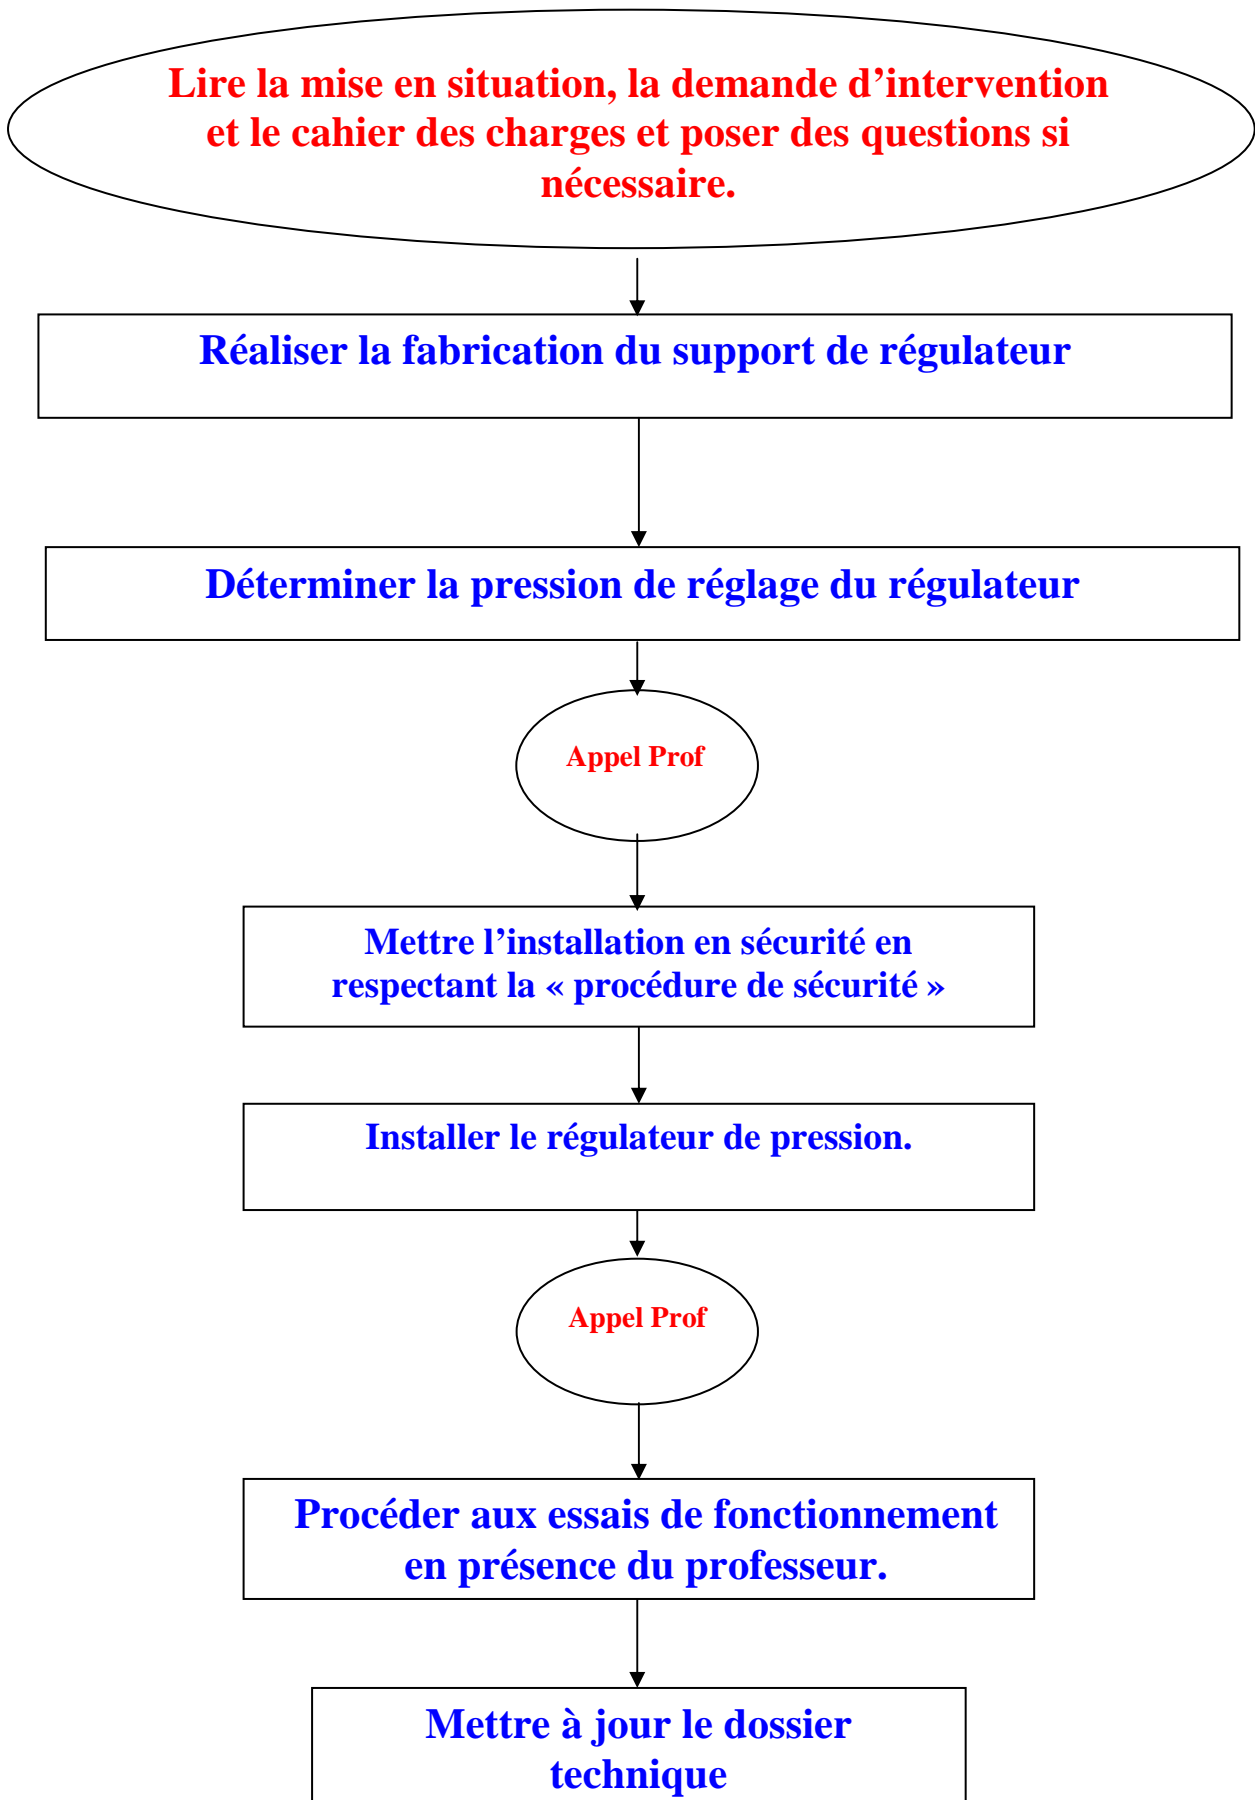 Lire la mise en situation, la demande d’intervention
et le cahier des charges et poser des questions si
nécessaire.
Réaliser la fabrication du support de régulateur
Déterminer la pression de réglage du régulateur
Appel Prof
Mettre l’installation en sécurité en
respectant la « procédure de sécurité »
Installer le régulateur de pression.
Appel Prof
Procéder aux essais de fonctionnement
en présence du professeur.
Mettre à jour le dossier
technique